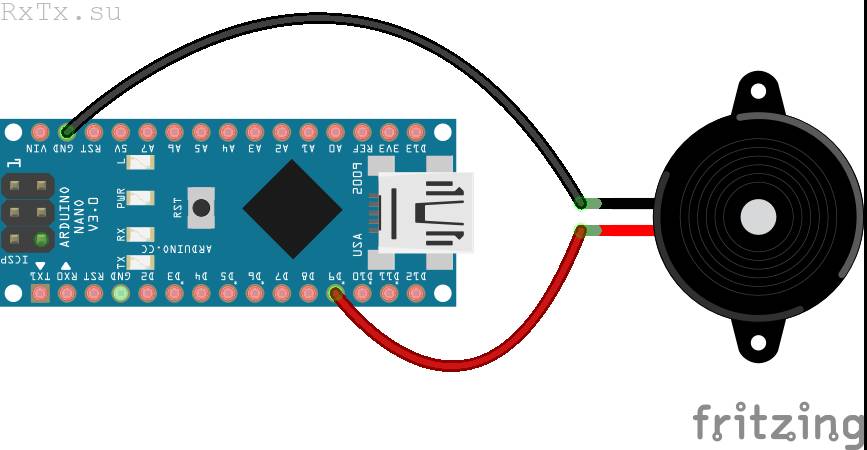 RxTx.su
VIN GND RST 5V A7 A6 A5 A4 A3 A2 A1 A0 REF 3V3 D13
1
L
PWR
RX
TX
RST
ARDUINO
NANO
V3.0
ARDUINO.CC
2009
USA
ICSP
TX1 RX0 RST GND D2 D3 D4 D5 D6 D7 D8 D9 D10 D11 D12
fritzing